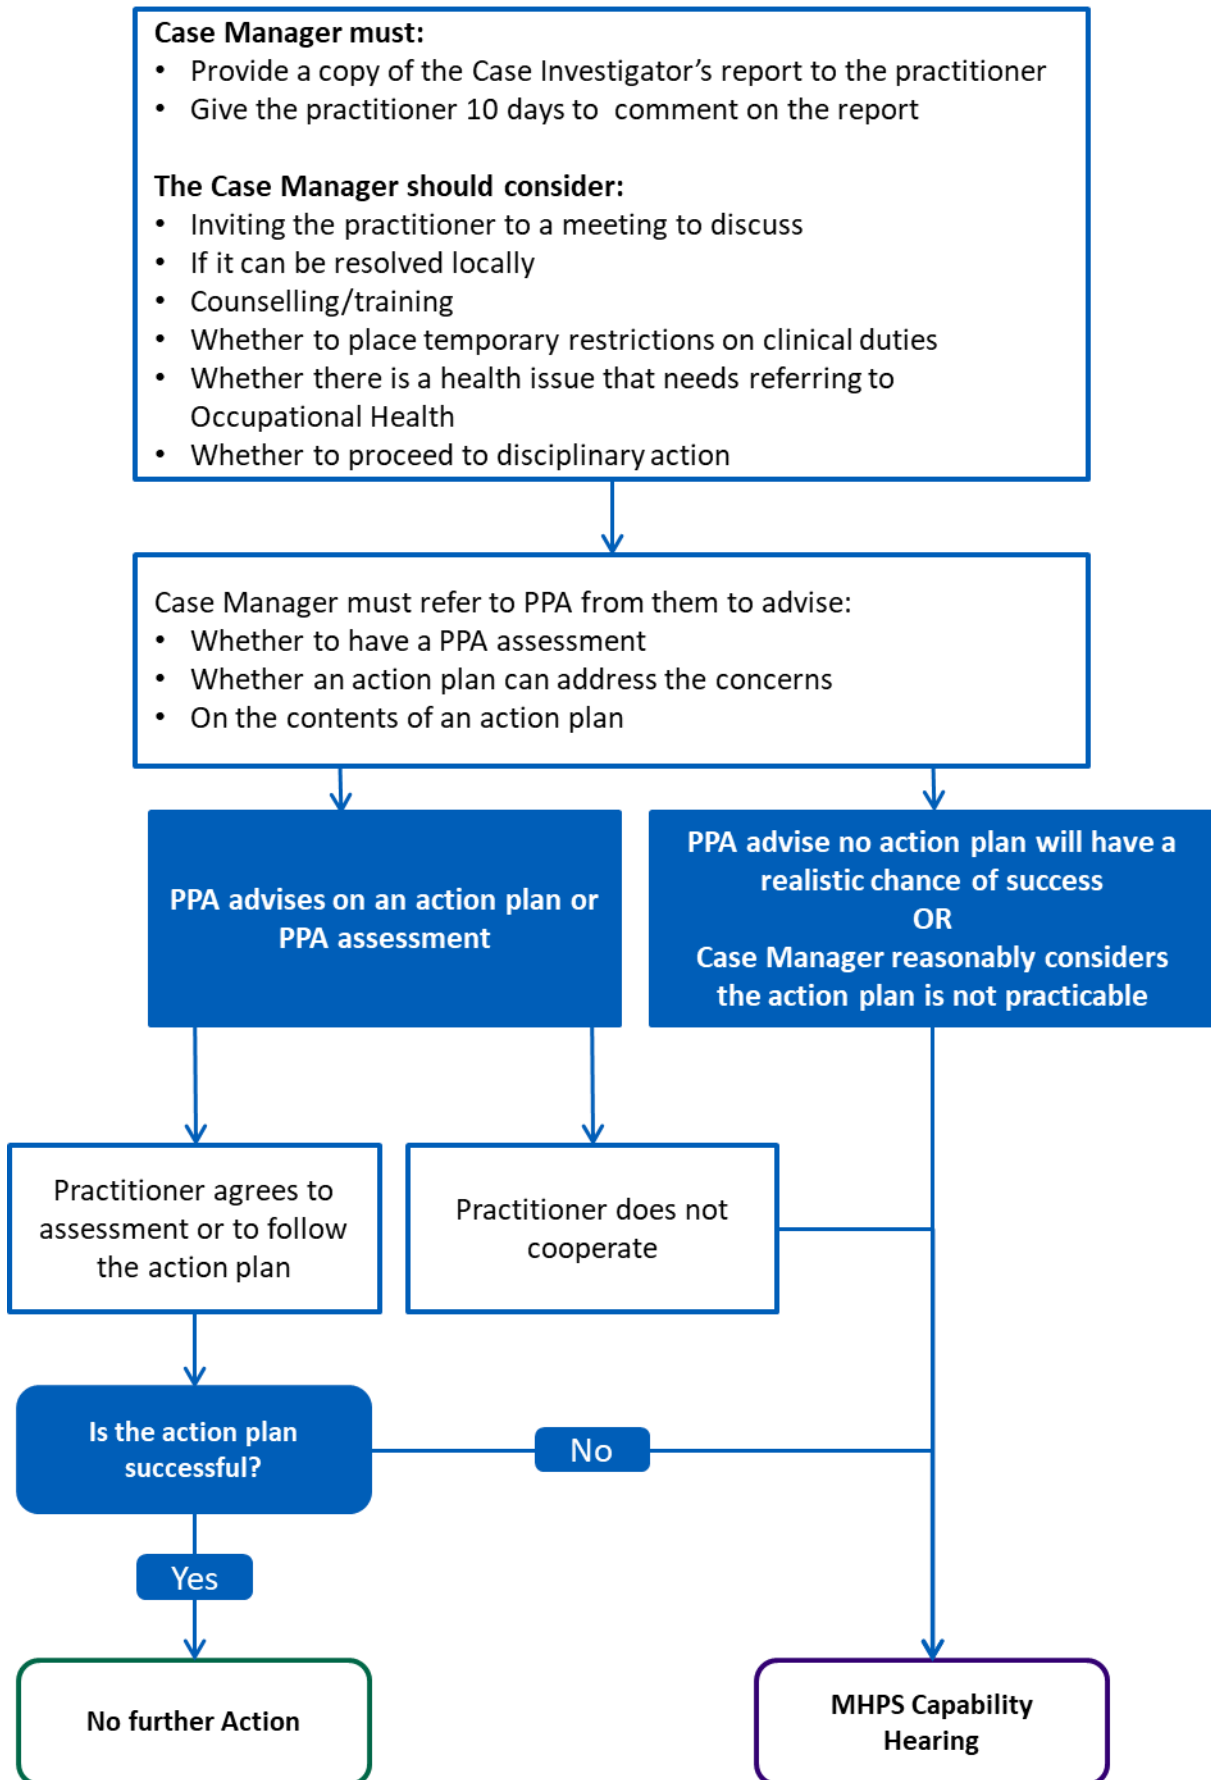 Case Manager must:
• Provide a copy of the Case Investigator's report to the practitioner
• Give the practitioner 10 days to comment on the report
The Case Manager should consider:
• Inviting the practitioner to a meeting to discuss
• If it can be resolved locally
• Counselling/training
• Whether to place temporary restrictions on clinical duties
• Whether there is a health issue that needs referring to
Occupational Health
• Whether to proceed to disciplinary action
Case Manager must refer to PPA from them to advise:
• Whether to have a PPA assessment
• Whether an action plan can address the concerns
• On the contents of an action plan
PPA advises on an action plan or
PPA assessment
PPA advise no action plan will have a
realistic chance of success
OR
Case Manager reasonably considers
the action plan is not practicable
Practitioner agrees to
assessment or to follow
the action plan
Practitioner does not
cooperate
Is the action plan
successful?
No
Yes
No further Action
MHPS Capability
Hearing